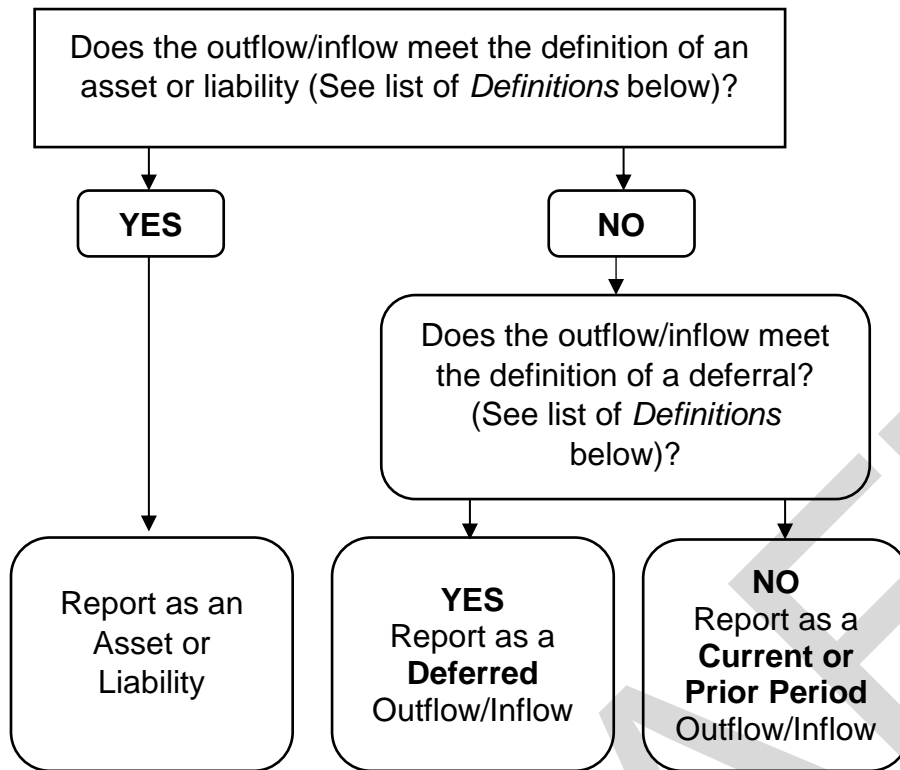 Does the outflow/inflow meet the definition of an
asset or liability (See list of Definitions below)?
YES
NO
Does the outflow/inflow meet
the definition of a deferral?
(See list of Definitions
below)?
Report as an
Asset or
Liability
YES
Report as a
Deferred
Outflow/Inflow
NO
Report as a
Current or
Prior Period
Outflow/Inflow